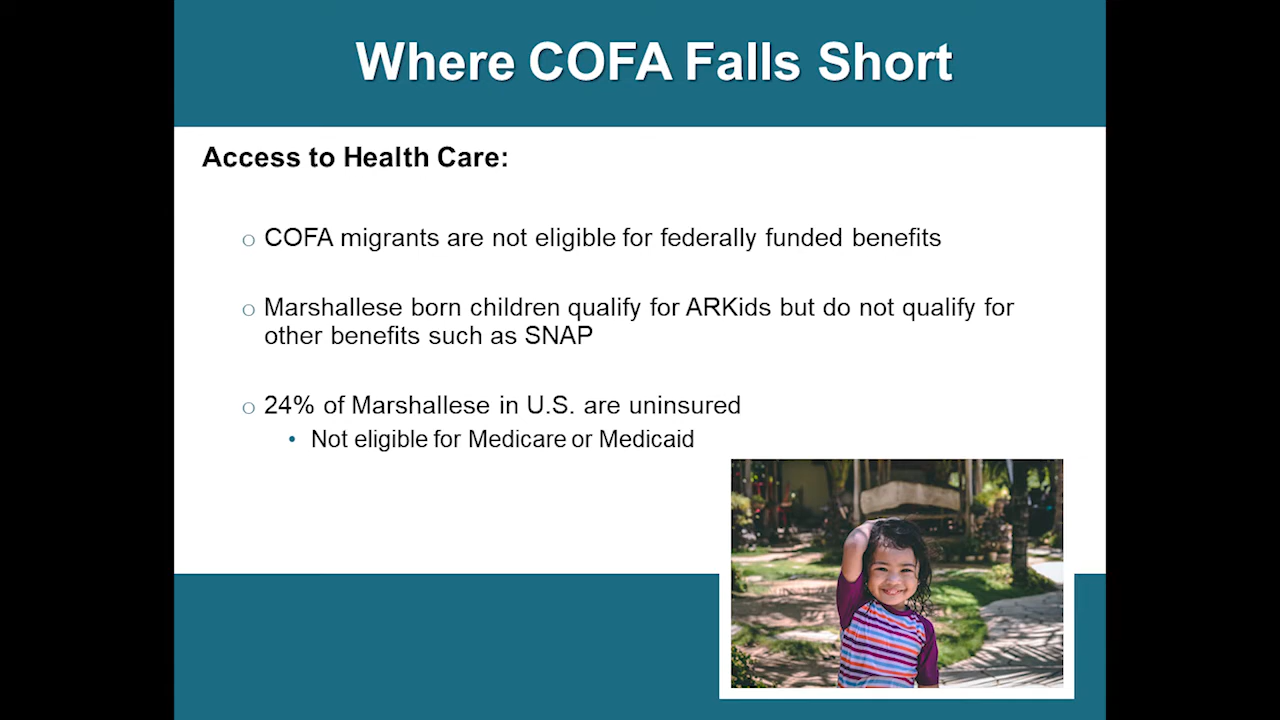 Where COFA Falls Short
Access to Health Care:
o COFA migrants are not eligible for federally funded benefits
o Marshallese born children qualify for ARKids but do not qualify for
other benefits such as SNAP
o 24% of Marshallese in U.S. are uninsured
• Not eligible for Medicare or Medicaid